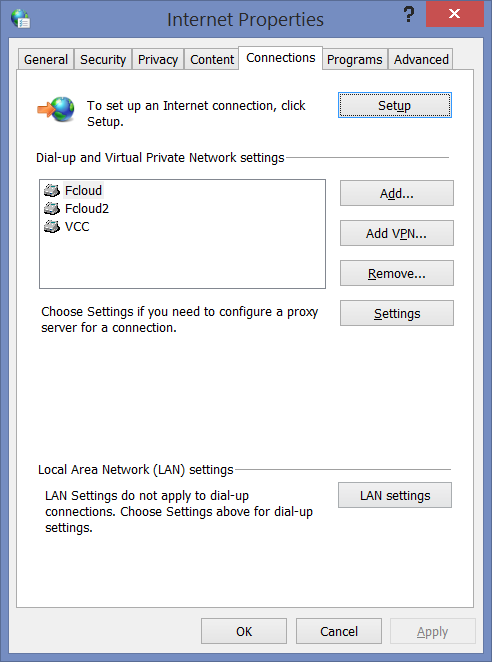 Internet Properties
?
General Security Privacy Content Connections Programs Advanced
To set up an Internet connection, click
Setup.
Setup
Dial-up and Virtual Private Network settings
Fcloud
Fcloud2
VCC
Add...
Add VPN...
Remove...
Choose Settings if you need to configure a proxy
server for a connection.
Settings
Local Area Network (LAN) settings
LAN Settings do not apply to dial-up
connections. Choose Settings above for dial-up
settings.
LAN settings
OK Cancel Apply